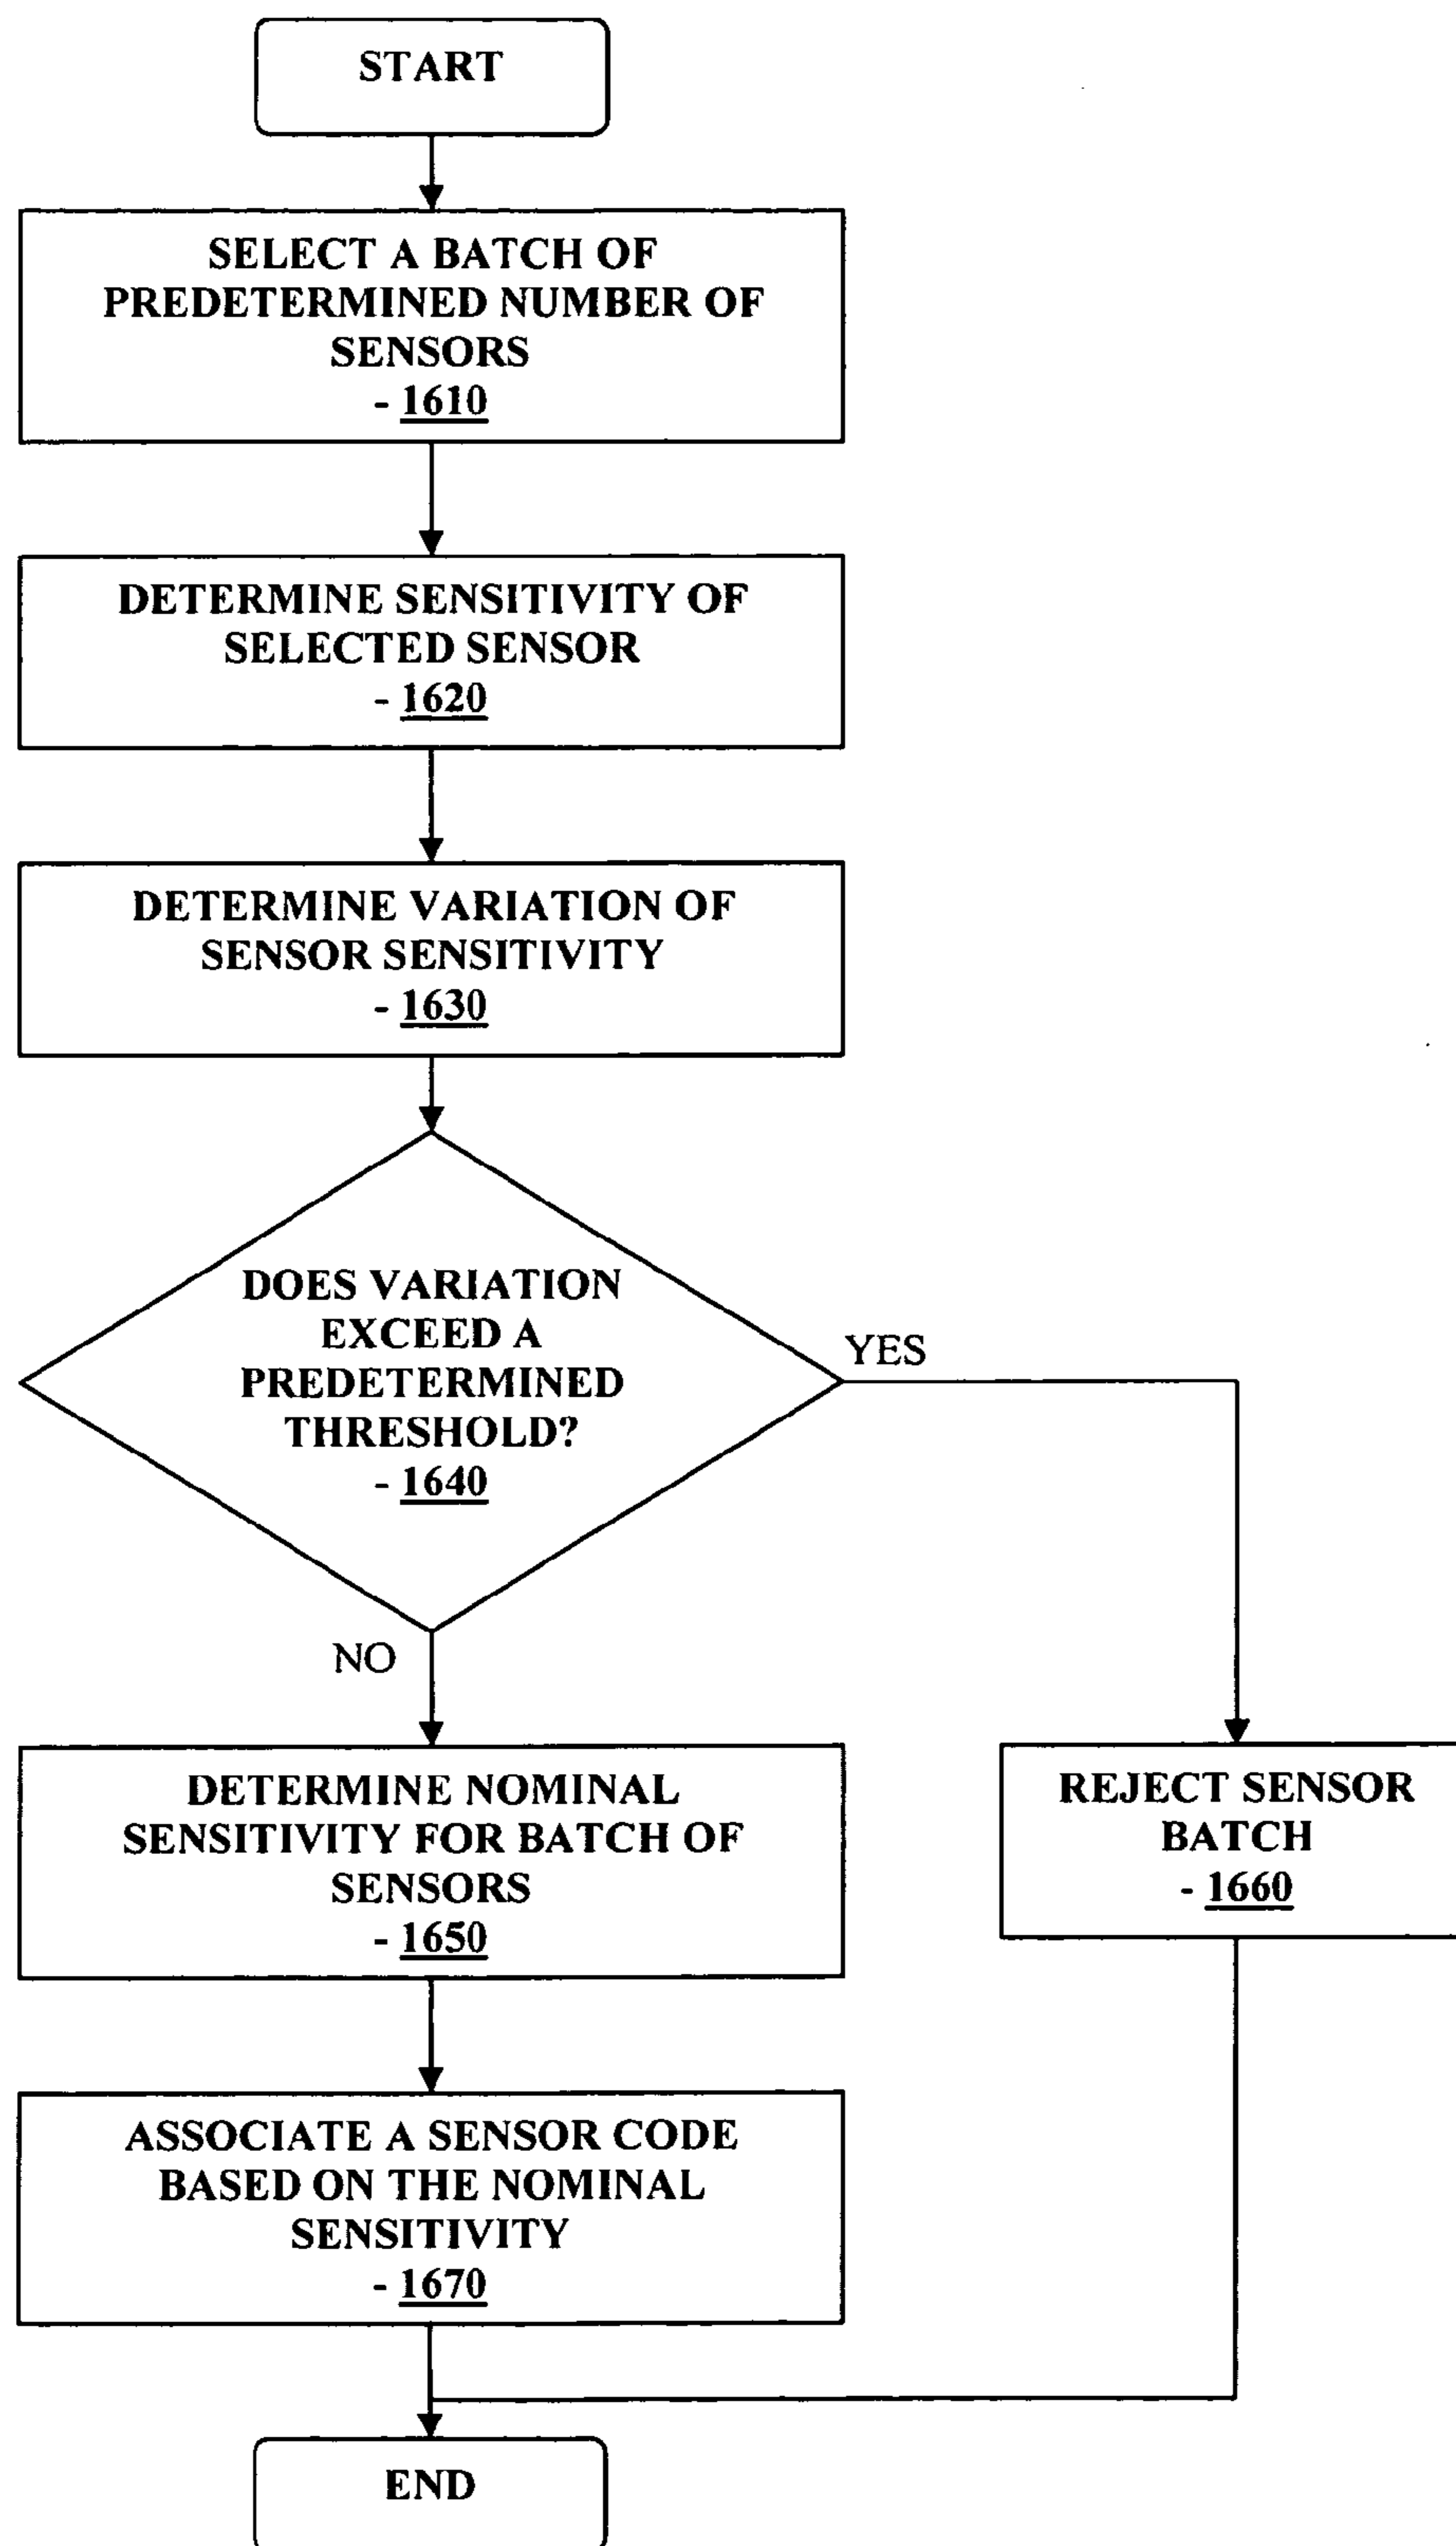 START
SELECT A BATCH OF
PREDETERMINED NUMBER OF
SENSORS
- 1610
DETERMINE SENSITIVITY OF
SELECTED SENSOR
- 1620
DETERMINE VARIATION OF
SENSOR SENSITIVITY
- 1630
DOES VARIATION
EXCEED A
PREDETERMINED
THRESHOLD?
- 1640
YES
NO
DETERMINE NOMINAL
SENSITIVITY FOR BATCH OF
SENSORS
- 1650
REJECT SENSOR
BATCH
- 1660
ASSOCIATE A SENSOR CODE
BASED ON THE NOMINAL
SENSITIVITY
- 1670
END